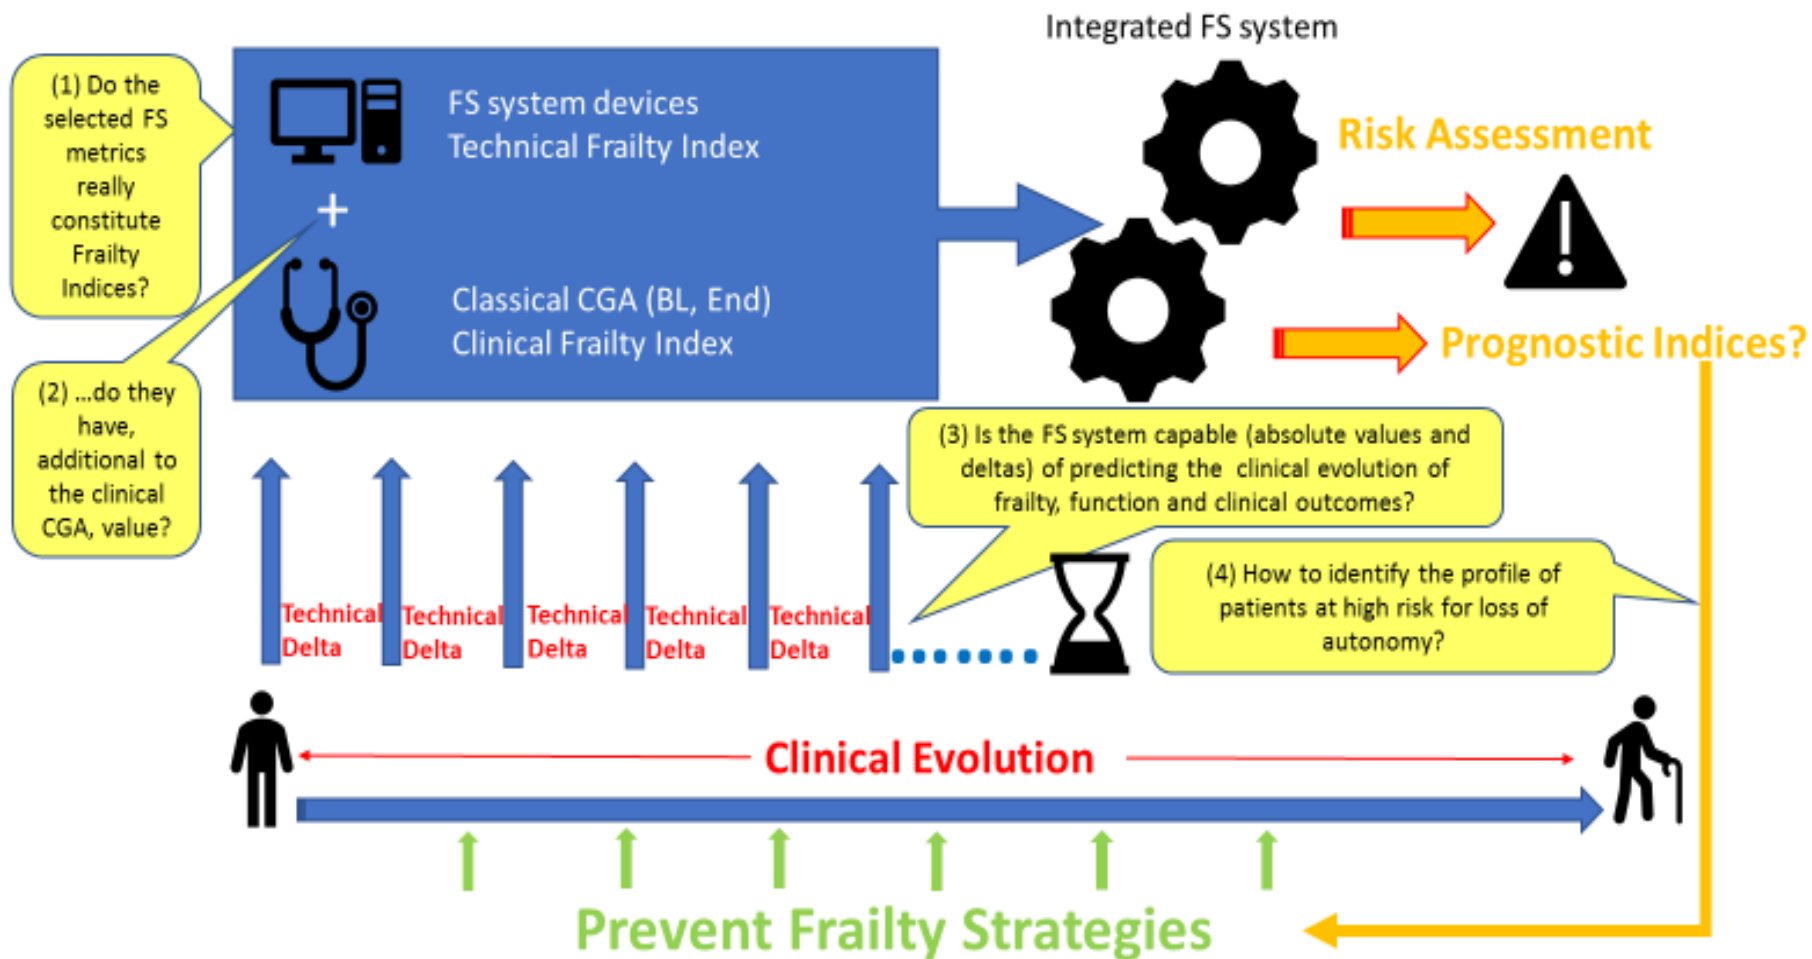 Integrated FS system
(1) Do the
selected FS
metrics
really
constitute
Frailty
Indices?
FS system devices
Technical Frailty Index
+
Classical CGA (BL, End)
Clinical Frailty Index
Risk Assessment
Prognostic Indices?
(2) ...do they
have,
additional to
the clinical
CGA, value?
(3) Is the FS system capable (absolute values and
deltas) of predicting the clinical evolution of
frailty, function and clinical outcomes?
(4) How to identify the profile of
patients at high risk for loss of
autonomy?
Technical
Delta
Technical
Delta
Technical
Delta
Technical
Delta
Technical
Delta
Clinical Evolution
Prevent Frailty Strategies